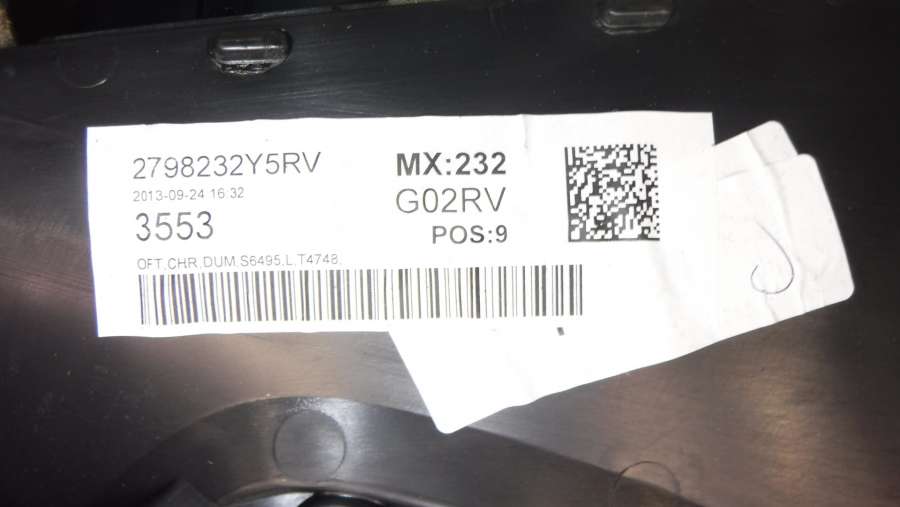 2798232Y5RV
2013-09-24 16:32
3553
MX:232
G02RV
POS:9
OFT,CHR,DUM,S6495,L,T4748,